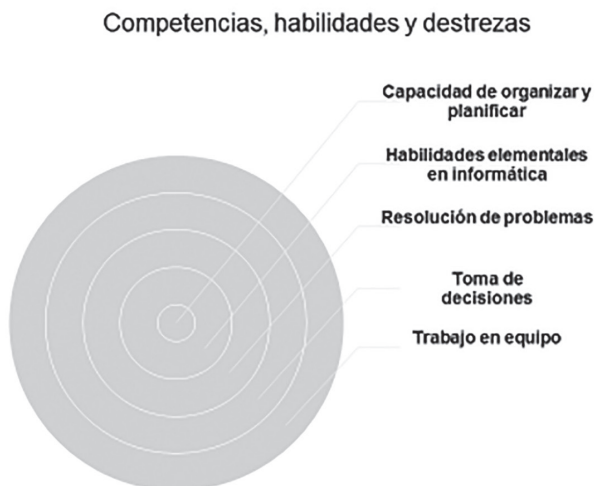 Competencias, habilidades y destrezas
Capacidad de organizar y
planificar
Habilidades elementales
en informática
Resolución de problemas
Toma de
decisiones
Trabajo en equipo